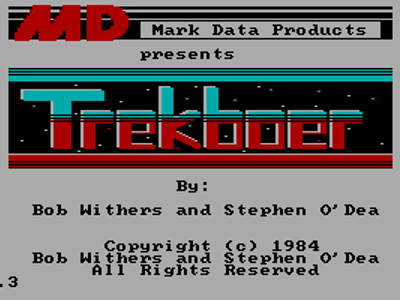 MD Mark Data Products
presents
Trekboer
By:
Bob Withers and Stephen O'Dea
Copyright (c) 1984
Bob Withers and Stephen O'Dea
All Rights Reserved
.3